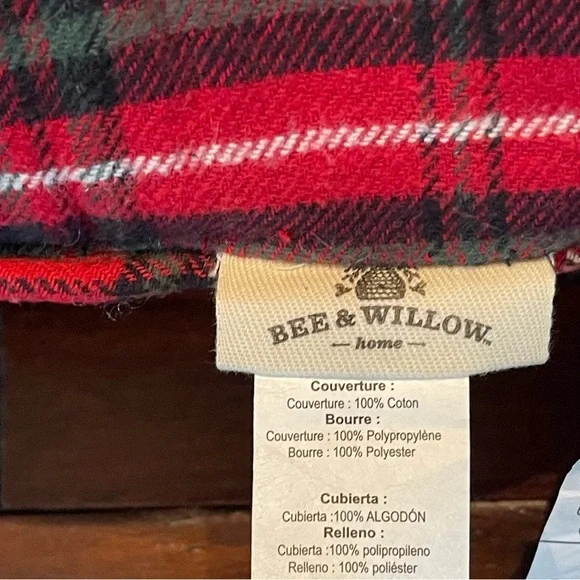 BEE & WILLOW™
— home —
Couverture :
Couverture : 100% Coton
Bourre :
Couverture : 100% Polypropylène
Bourre : 100% Polyester
Cubierta :
Cubierta :100% ALGODÓN
Relleno :
Cubierta :100% polipropileno
Relleno : 100% poliéster